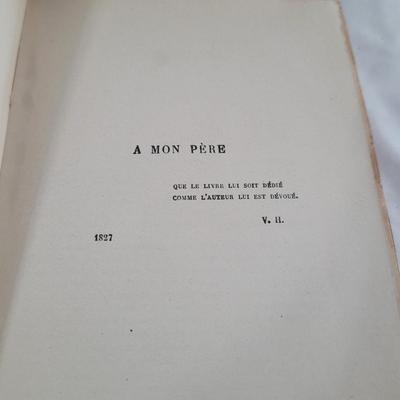 A MON PÈRE
QUE LE LIVRE LUI SOIT DÉDIÉ
COMME L'AUTEUR LUI EST DÉVOUÉ.
V. H.
1827